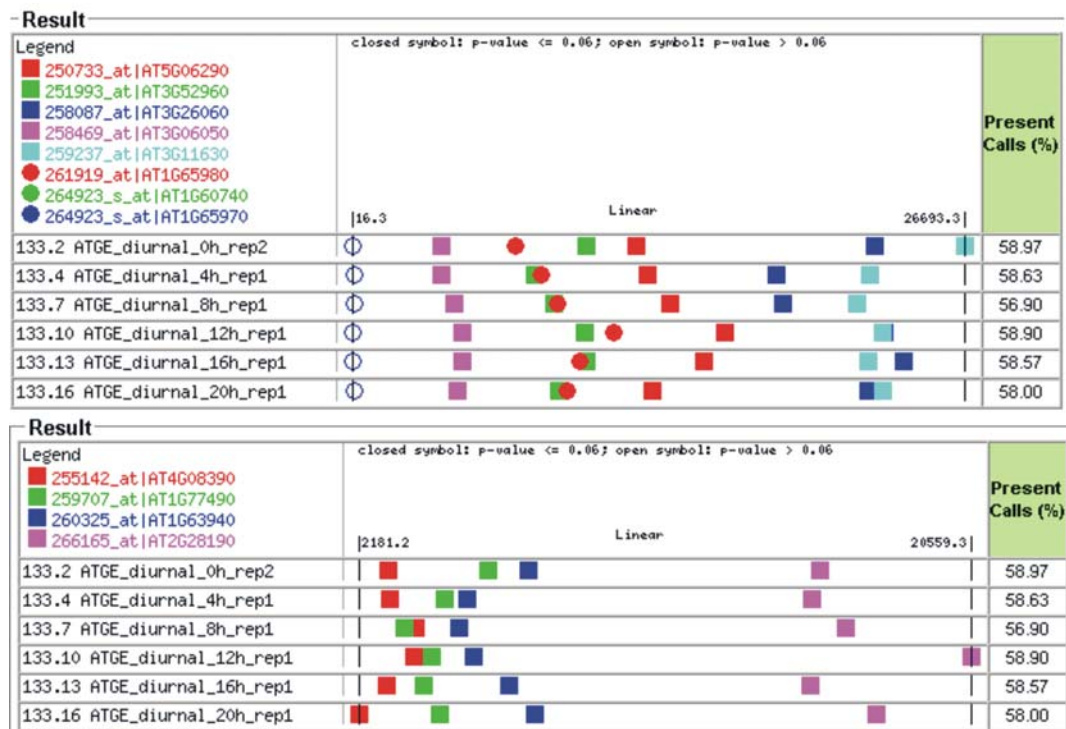 Result
Legend
closed symbol: p-value <= 0.06; open symbol: p-value > 0.06
250733_at|AT5G06290
251993_at|AT3G52960
258087_at|AT3G26060
258469_at|AT3G06050
259237_at|AT3G11630
261919_at|AT1G65980
264923_s_at|AT1G60740
264923_s_at|AT1G65970
Present Calls (%)
|16.3 Linear 26693.3|
133.2 ATGE_diurnal_0h_rep2 58.97
133.4 ATGE_diurnal_4h_rep1 58.63
133.7 ATGE_diurnal_8h_rep1 56.90
133.10 ATGE_diurnal_12h_rep1 58.90
133.13 ATGE_diurnal_16h_rep1 58.57
133.16 ATGE_diurnal_20h_rep1 58.00
Result
Legend
closed symbol: p-value <= 0.06; open symbol: p-value > 0.06
255142_at|AT4G08390
259707_at|AT1G77490
260325_at|AT1G63940
266165_at|AT2G28190
Present Calls (%)
|2181.2 Linear 20559.3|
133.2 ATGE_diurnal_0h_rep2 58.97
133.4 ATGE_diurnal_4h_rep1 58.63
133.7 ATGE_diurnal_8h_rep1 56.90
133.10 ATGE_diurnal_12h_rep1 58.90
133.13 ATGE_diurnal_16h_rep1 58.57
133.16 ATGE_diurnal_20h_rep1 58.00